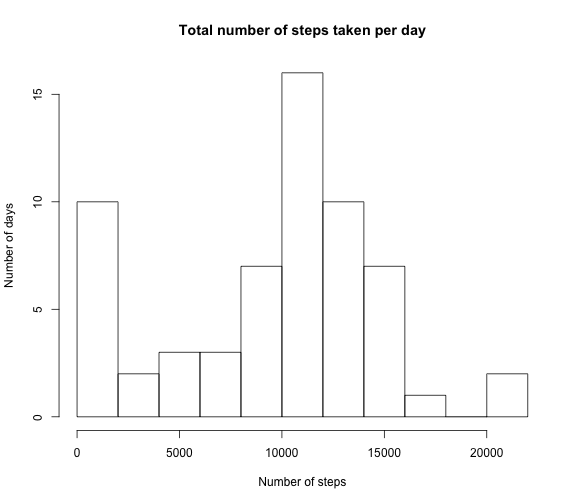 Total number of steps taken per day
Number of days
15
10
5
0
0 5000 10000 15000 20000
Number of steps